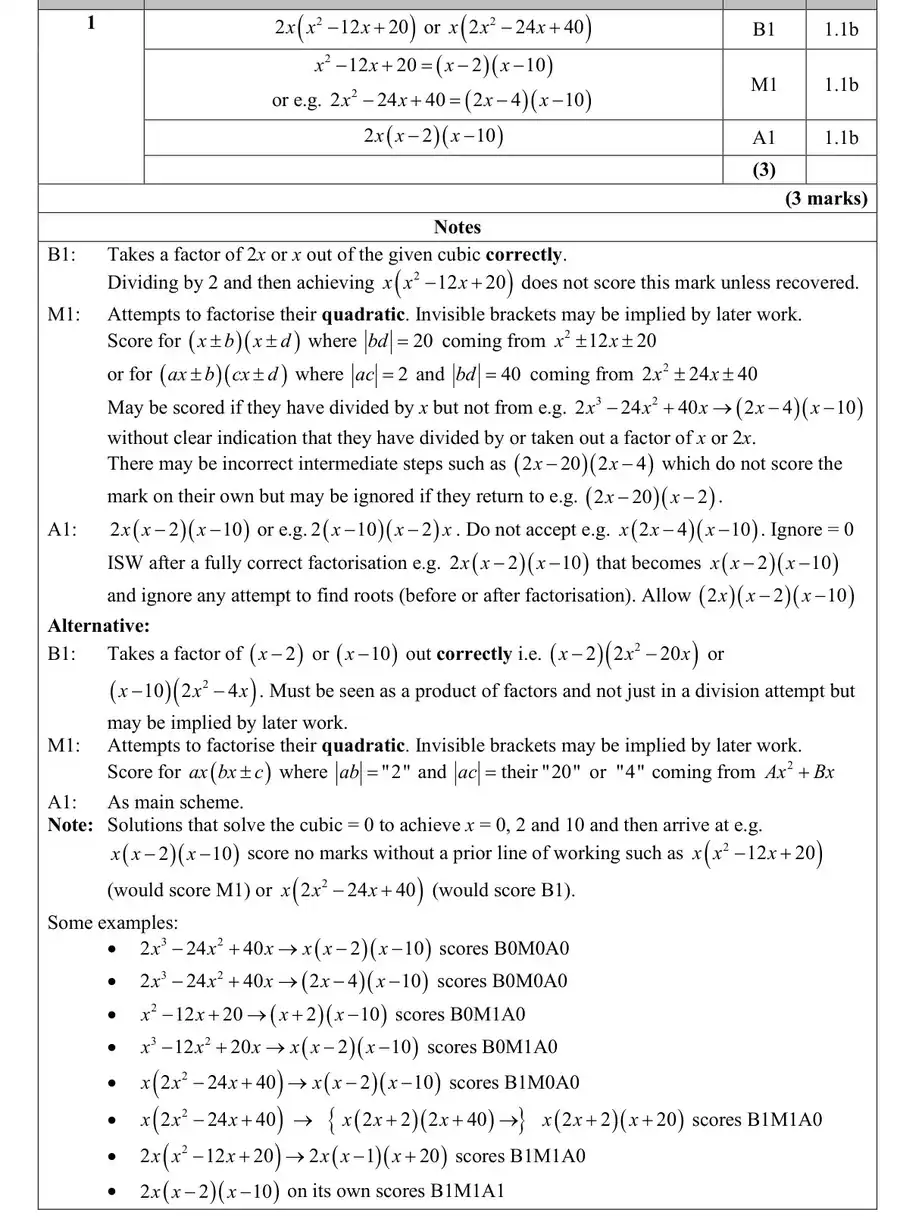 1 2x(x² − 12x + 20) or x(2x² − 24x + 40) B1 1.1b
x² − 12x + 20 = (x − 2)(x − 10)
or e.g. 2x² − 24x + 40 = (2x − 4)(x − 10) M1 1.1b
2x(x − 2)(x − 10) A1 1.1b
(3)
(3 marks)
Notes
B1: Takes a factor of 2x or x out of the given cubic correctly.
Dividing by 2 and then achieving x(x² − 12x + 20) does not score this mark unless recovered.
M1: Attempts to factorise their quadratic. Invisible brackets may be implied by later work.
Score for (x ± b)(x ± d) where |bd| = 20 coming from x² ± 12x ± 20
or for (ax ± b)(cx ± d) where |ac| = 2 and |bd| = 40 coming from 2x² ± 24x ± 40
May be scored if they have divided by x but not from e.g. 2x³ − 24x² + 40x → (2x − 4)(x − 10)
without clear indication that they have divided by or taken out a factor of x or 2x.
There may be incorrect intermediate steps such as (2x − 20)(2x − 4) which do not score the
mark on their own but may be ignored if they return to e.g. (2x − 20)(x − 2).
A1: 2x(x − 2)(x − 10) or e.g. 2(x − 10)(x − 2)x. Do not accept e.g. x(2x − 4)(x − 10). Ignore = 0
ISW after a fully correct factorisation e.g. 2x(x − 2)(x − 10) that becomes x(x − 2)(x − 10)
and ignore any attempt to find roots (before or after factorisation). Allow (2x)(x − 2)(x − 10)
Alternative:
B1: Takes a factor of (x − 2) or (x − 10) out correctly i.e. (x − 2)(2x² − 20x) or
(x − 10)(2x² − 4x). Must be seen as a product of factors and not just in a division attempt but
may be implied by later work.
M1: Attempts to factorise their quadratic. Invisible brackets may be implied by later work.
Score for ax(bx ± c) where |ab| = "2" and |ac| = their "20" or "4" coming from Ax² + Bx
A1: As main scheme.
Note: Solutions that solve the cubic = 0 to achieve x = 0, 2 and 10 and then arrive at e.g.
x(x − 2)(x − 10) score no marks without a prior line of working such as x(x² − 12x + 20)
(would score M1) or x(2x² − 24x + 40) (would score B1).
Some examples:
• 2x³ − 24x² + 40x → x(x − 2)(x − 10) scores B0M0A0
• 2x³ − 24x² + 40x → (2x − 4)(x − 10) scores B0M0A0
• x² − 12x + 20 → (x + 2)(x − 10) scores B0M1A0
• x³ − 12x² + 20x → x(x − 2)(x − 10) scores B0M1A0
• x(2x² − 24x + 40) → x(x − 2)(x − 10) scores B1M0A0
• x(2x² − 24x + 40) → {x(2x + 2)(2x + 40) →} x(2x + 2)(x + 20) scores B1M1A0
• 2x(x² − 12x + 20) → 2x(x − 1)(x + 20) scores B1M1A0
• 2x(x − 2)(x − 10) on its own scores B1M1A1